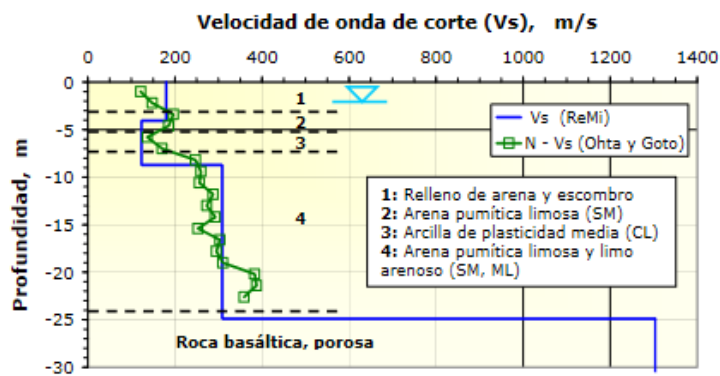 Velocidad de onda de corte (Vs), m/s
0 200 400 600 800 1000 1200 1400
Profundidad, m
0
-5
-10
-15
-20
-25
-30
1
2
3
4
Vs (ReMi)
N - Vs (Ohta y Goto)
1: Relleno de arena y escombro
2: Arena pumítica limosa (SM)
3: Arcilla de plasticidad media (CL)
4: Arena pumítica limosa y limo
arenoso (SM, ML)
Roca basáltica, porosa